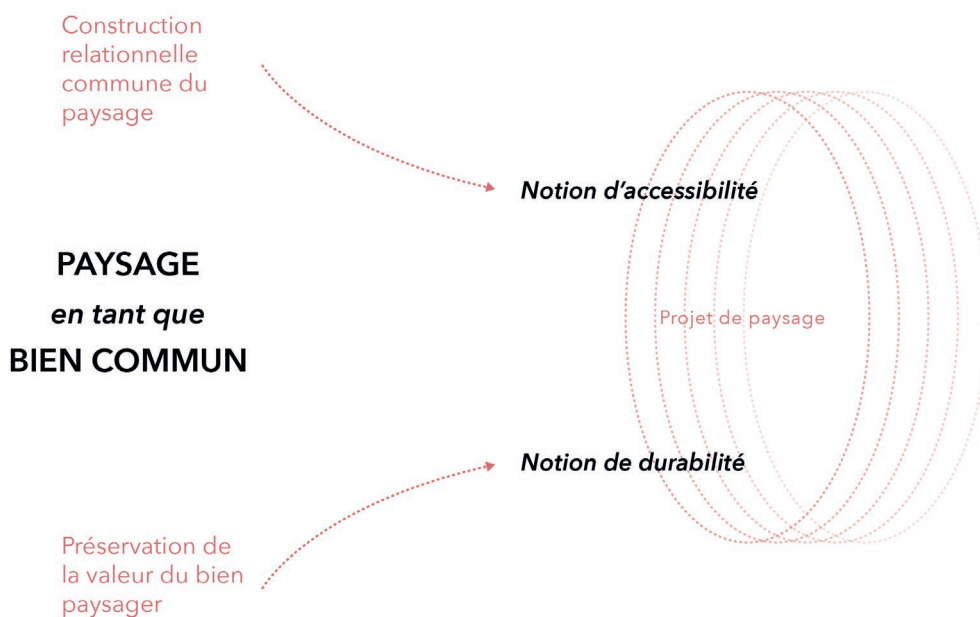 Construction
relationnelle
commune du
paysage
Notion d'accessibilité
PAYSAGE
en tant que
BIEN COMMUN
Projet de paysage
Notion de durabilité
Préservation de
la valeur du bien
paysager